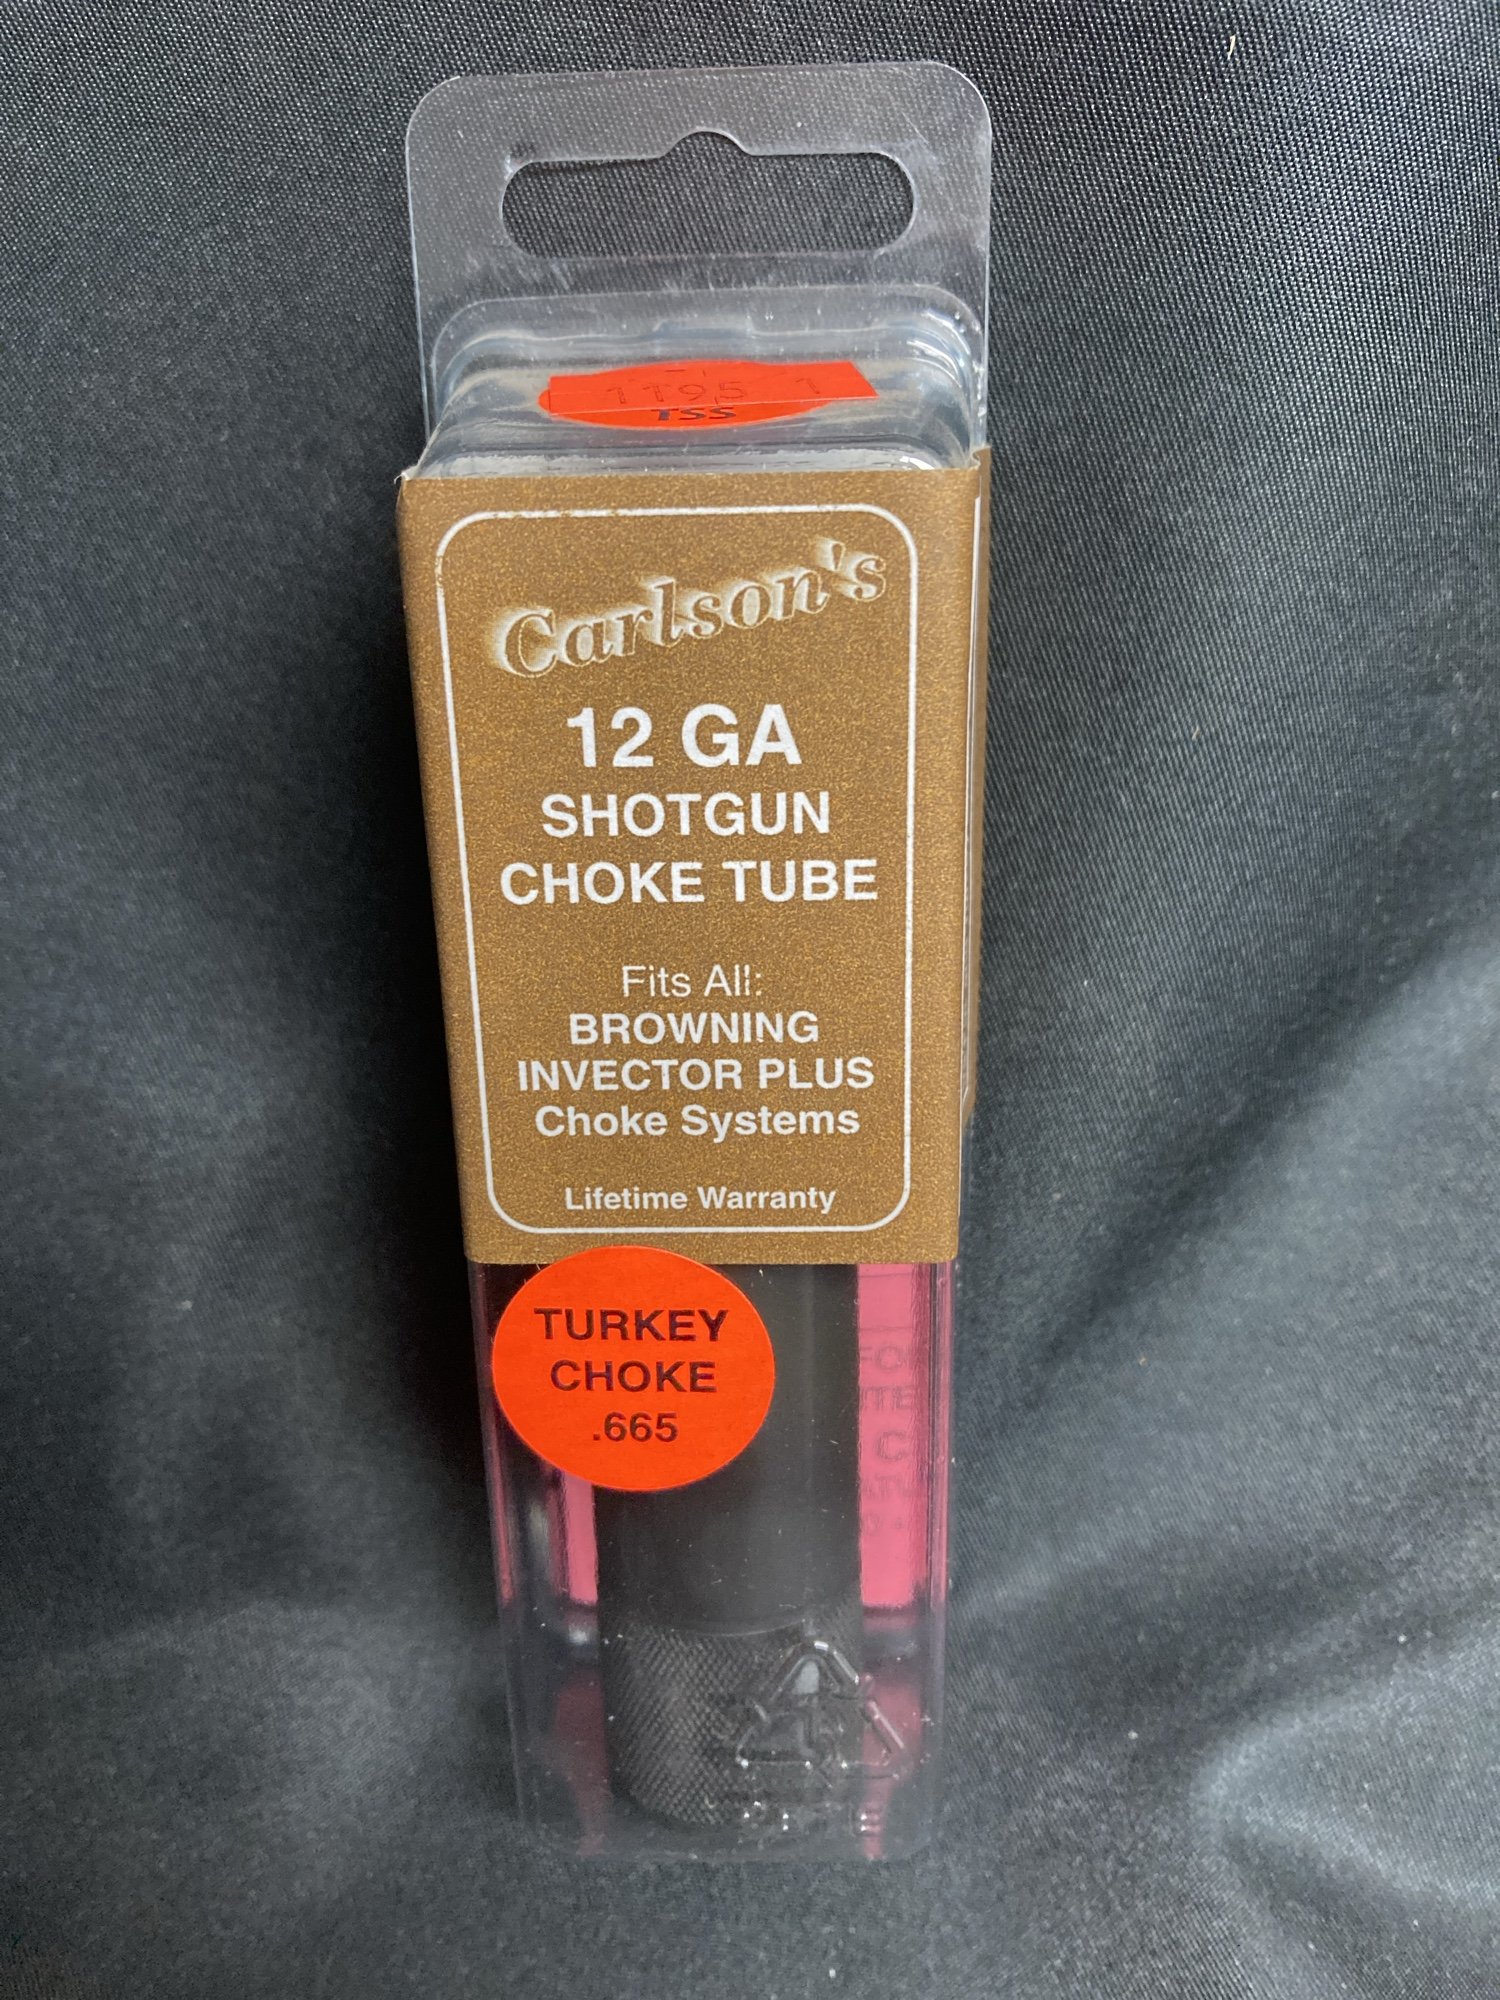 TSS
Carlson's
12 GA
SHOTGUN
CHOKE TUBE
Fits All:
BROWNING
INVECTOR PLUS
Choke Systems
Lifetime Warranty
TURKEY
CHOKE
.665